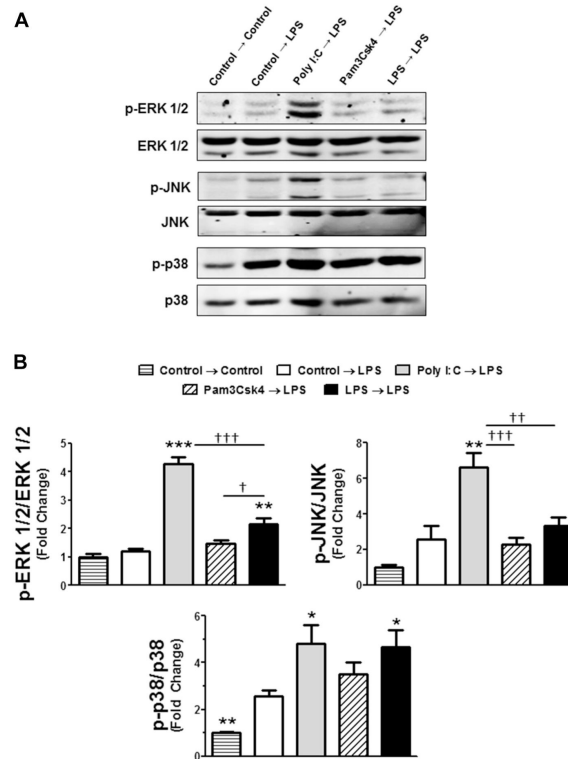 A
Control → Control
Control → LPS
Poly I:C → LPS
Pam3Csk4 → LPS
LPS → LPS
p-ERK 1/2
ERK 1/2
p-JNK
JNK
p-p38
p38
B
Control → Control Control → LPS Poly I:C → LPS
Pam3Csk4 → LPS LPS → LPS
p-ERK 1/2/ERK 1/2
(Fold Change)
5
4
2
1
0
***
†††
†
**
p-JNK/JNK
(Fold Change)
8
6
4
2
0
**
††
†††
p-p38/p38
(Fold Change)
6
4
2
0
**
*
*